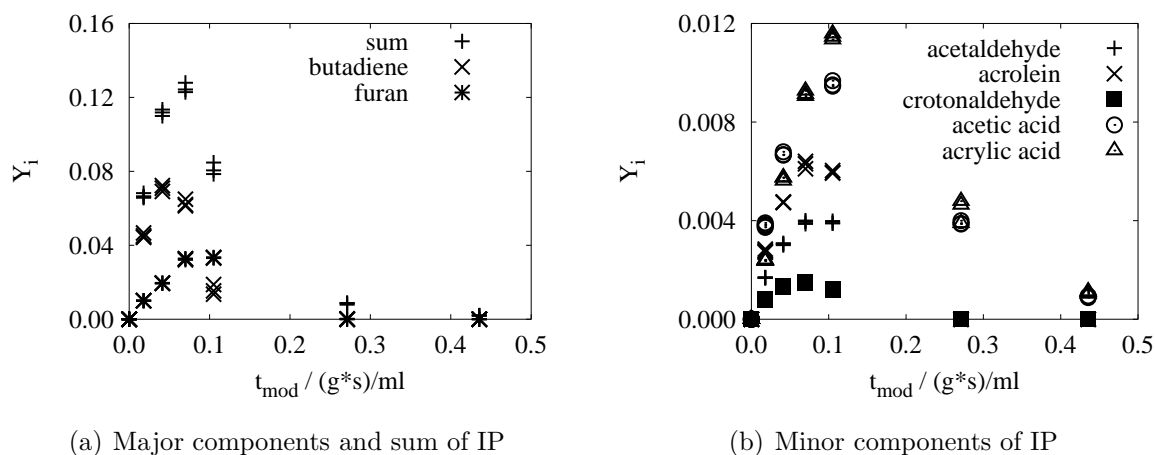 0.16
0.12
0.08
0.04
0.00
Y_i
sum
butadiene
furan
0.0 0.1 0.2 0.3 0.4 0.5
t_mod / (g*s)/ml
(a) Major components and sum of IP
0.012
0.008
0.004
0.000
Y_i
acetaldehyde
acrolein
crotonaldehyde
acetic acid
acrylic acid
0.0 0.1 0.2 0.3 0.4 0.5
t_mod / (g*s)/ml
(b) Minor components of IP